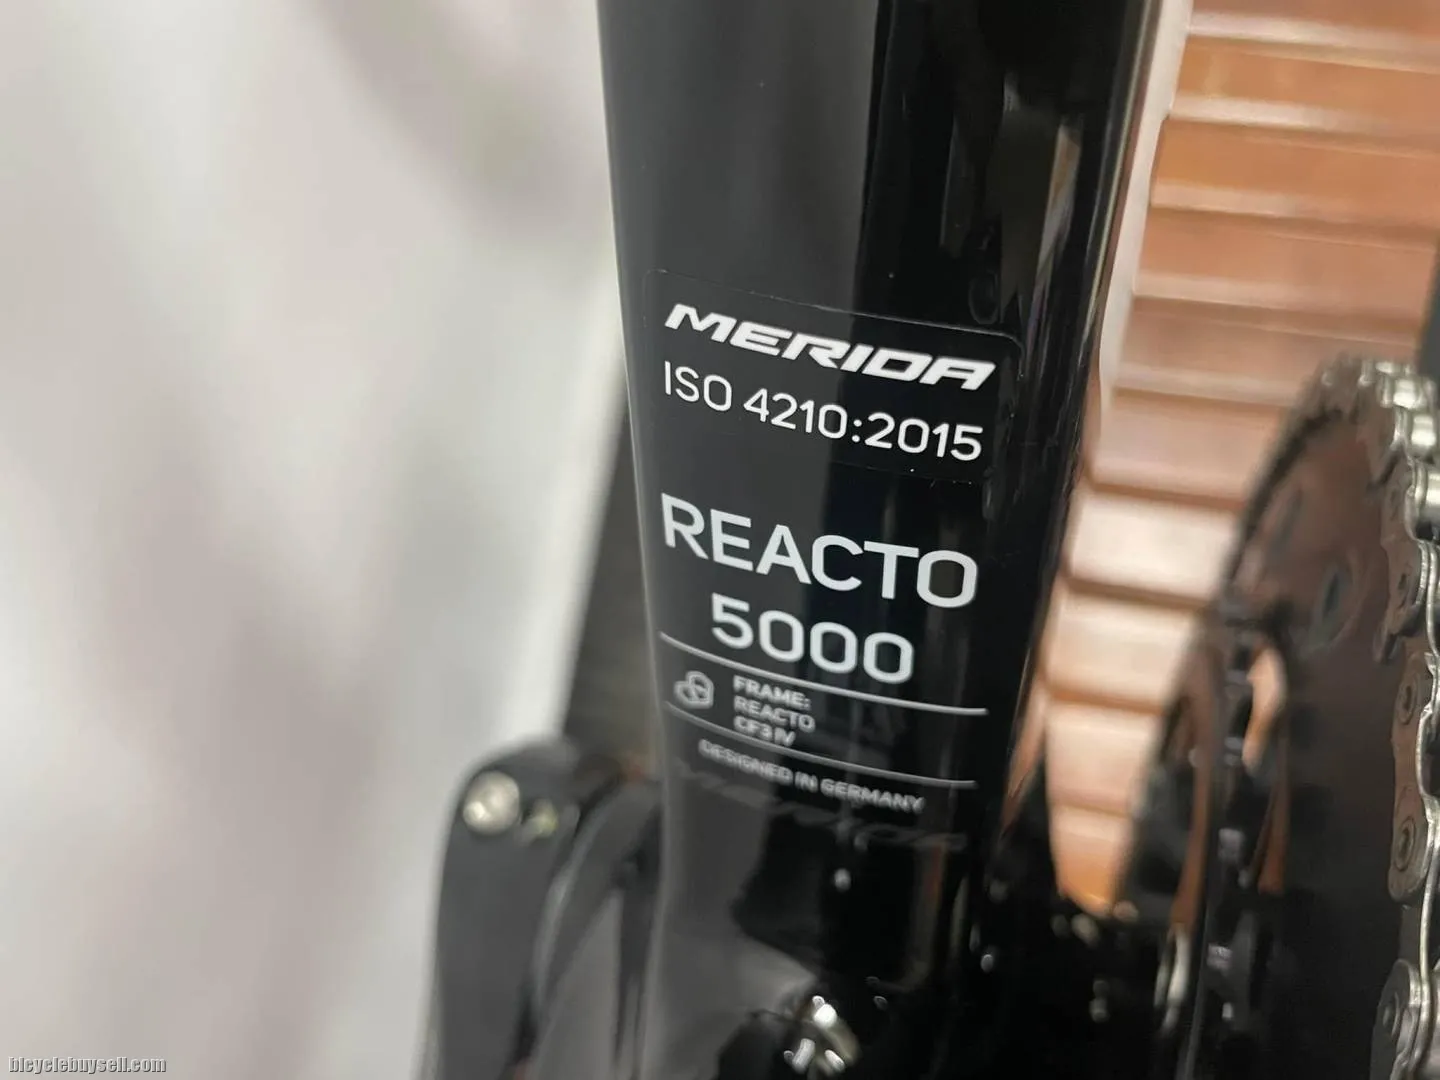 MERIDA
ISO 4210:2015
REACTO
5000
FRAME:
REACTO
CF3 IV
DESIGNED IN GERMANY
bicyclebuysell.com